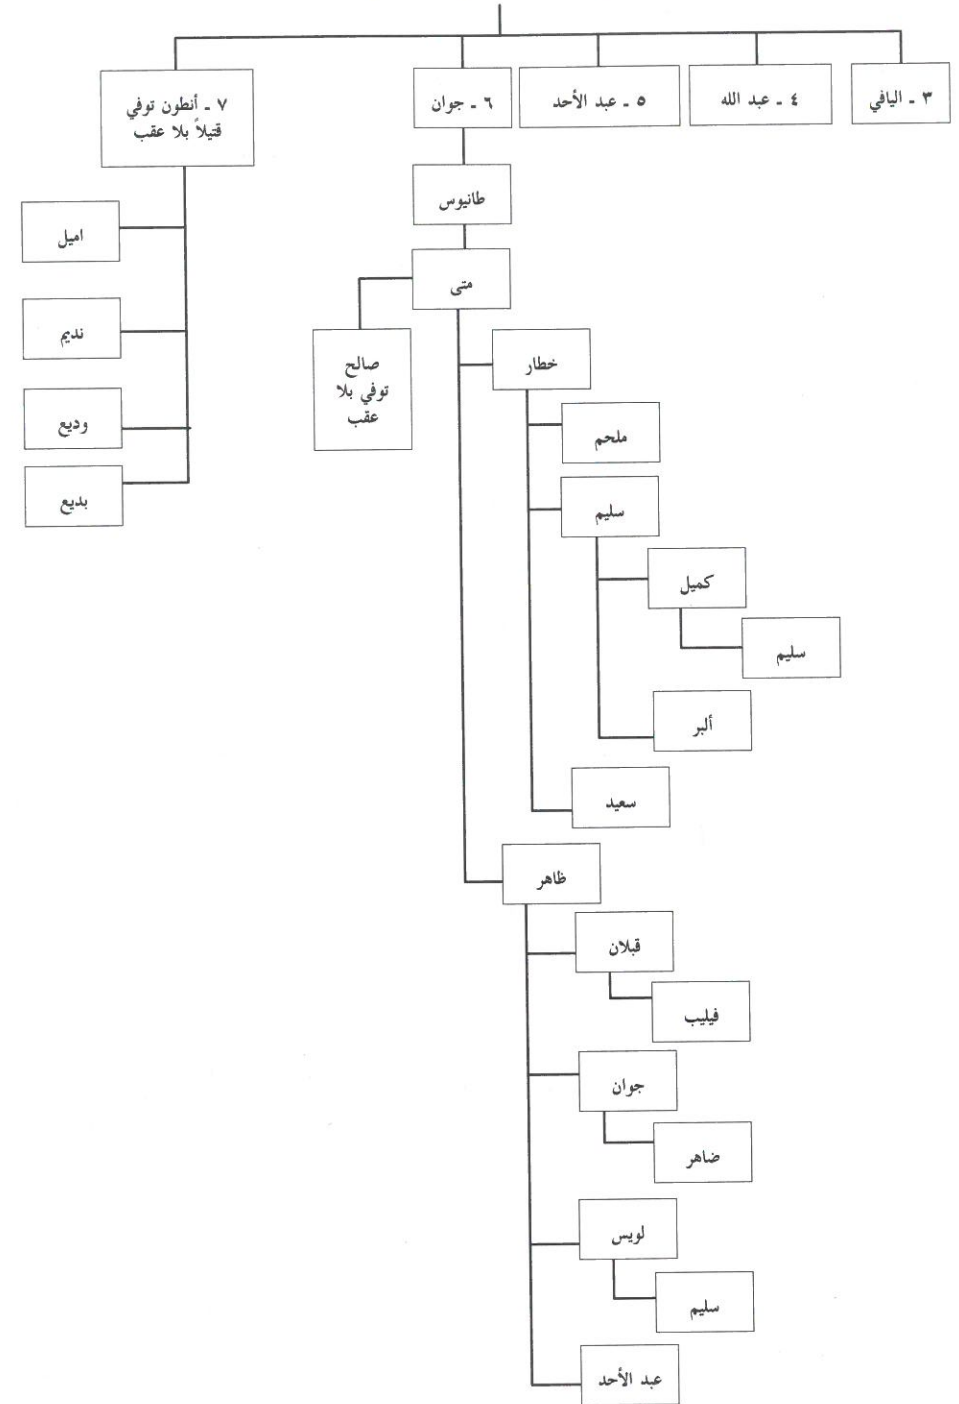 ٣ ـ اليافي
٤ ـ عبد الله
٥ ـ عبد الأحد
٦ ـ جوان
٧ ـ أنطون توفي
قتيلاً بلا عقب
طانيوس
اميل
متى
نديم
صالح
توفي بلا
عقب
خطار
وديع
ملحم
بديع
سليم
كميل
سليم
ألبر
سعيد
ظاهر
قبلان
فيليب
جوان
ضاهر
لويس
سليم
عبد الأحد